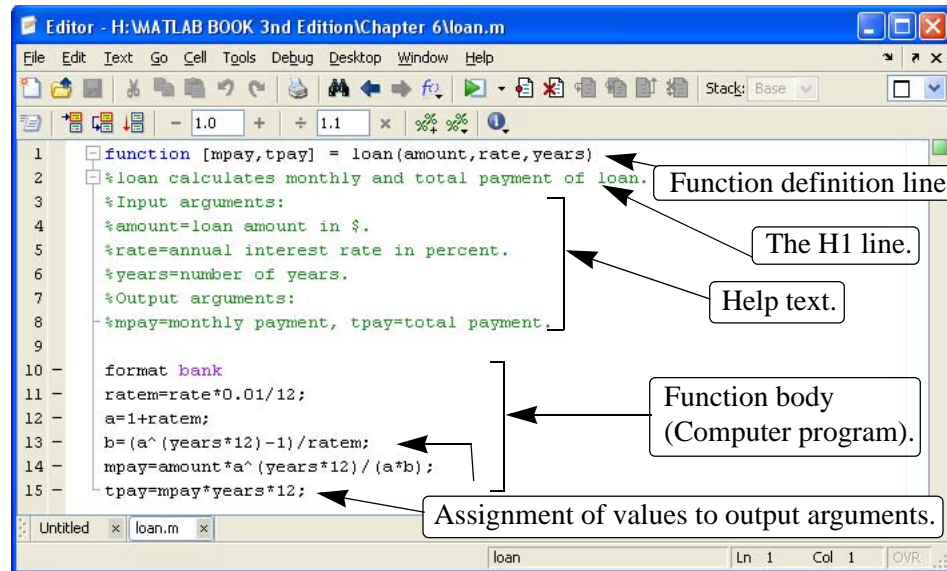 Editor - H:\MATLAB BOOK 3nd Edition\Chapter 6\loan.m
File Edit Text Go Cell Tools Debug Desktop Window Help
Stack: Base
- 1.0 + ÷ 1.1 ×
1 function [mpay,tpay] = loan(amount,rate,years)
Function definition line
2 %loan calculates monthly and total payment of loan.
The H1 line.
3 %Input arguments:
4 %amount=loan amount in $.
5 %rate=annual interest rate in percent.
6 %years=number of years.
7 %Output arguments:
8 %mpay=monthly payment, tpay=total payment.
Help text.
9
10 - format bank
11 - ratem=rate*0.01/12;
12 - a=1+ratem;
13 - b=(a^(years*12)-1)/ratem;
14 - mpay=amount*a^(years*12)/(a*b);
15 - tpay=mpay*years*12;
Function body
(Computer program).
Assignment of values to output arguments.
Untitled × loan.m ×
loan Ln 1 Col 1 OVR